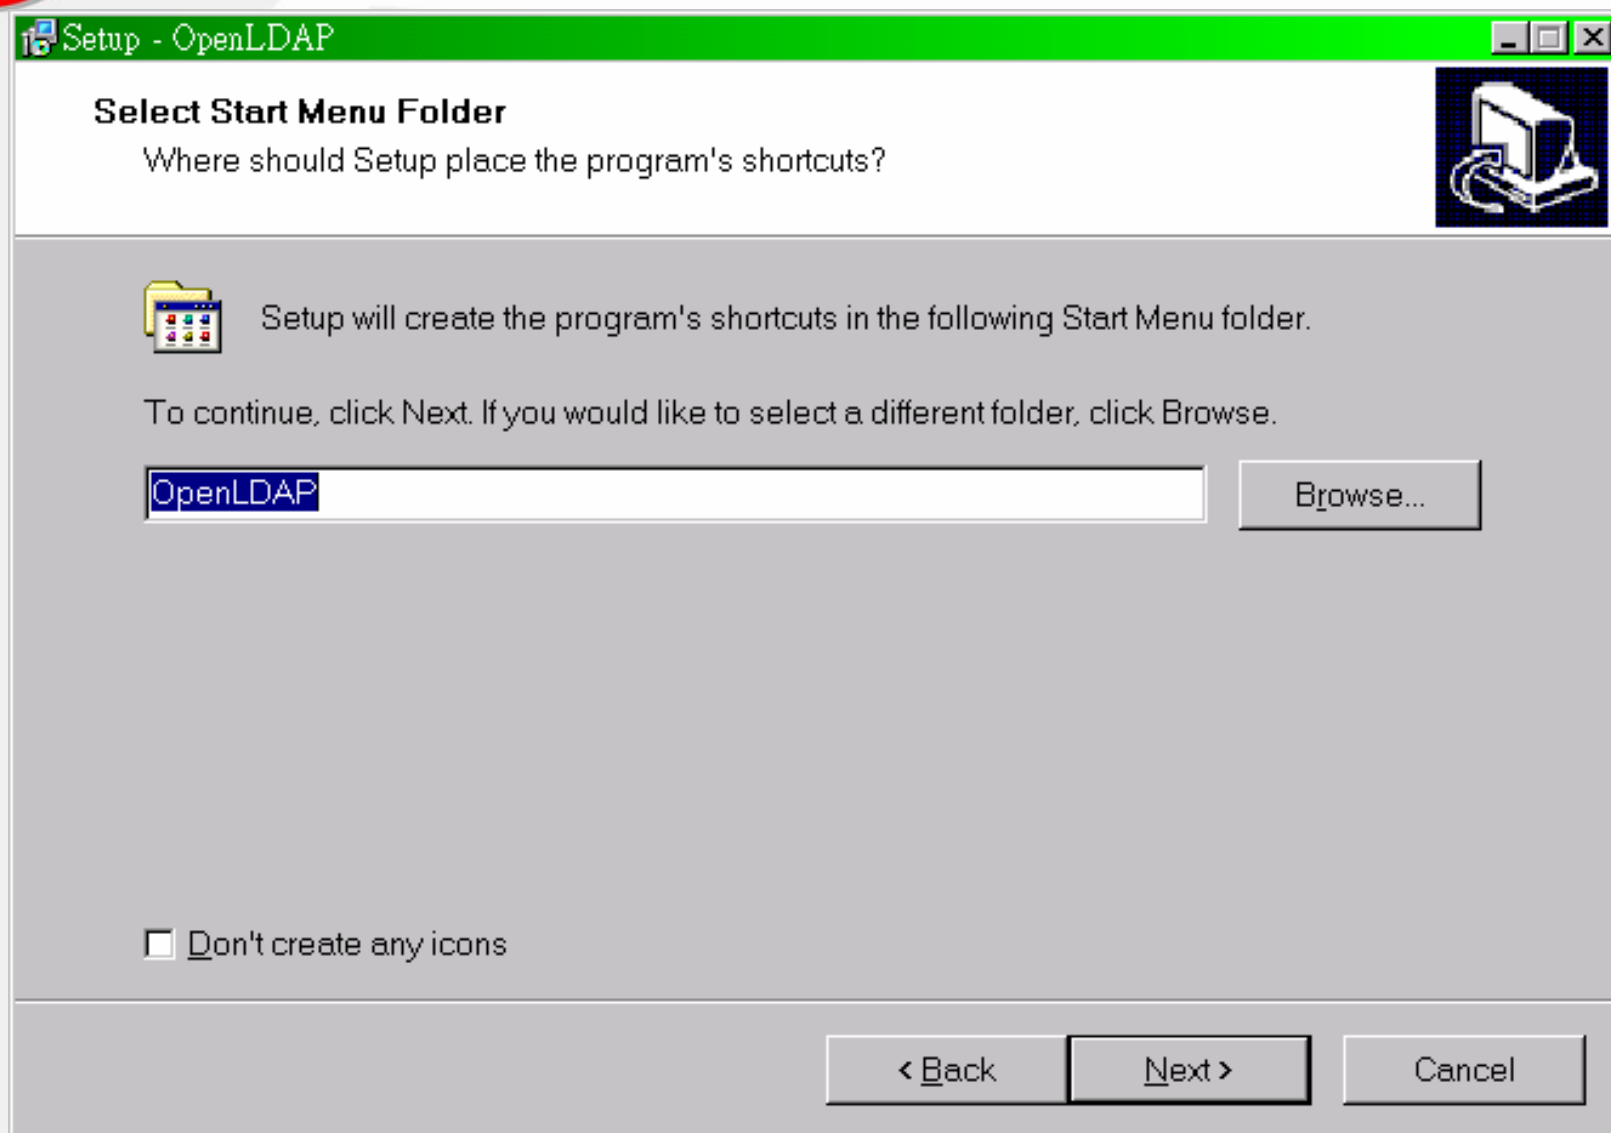 Setup - OpenLDAP
Select Start Menu Folder
Where should Setup place the program's shortcuts?
Setup will create the program's shortcuts in the following Start Menu folder.
To continue, click Next. If you would like to select a different folder, click Browse.
OpenLDAP
Browse...
Don't create any icons
< Back
Next >
Cancel